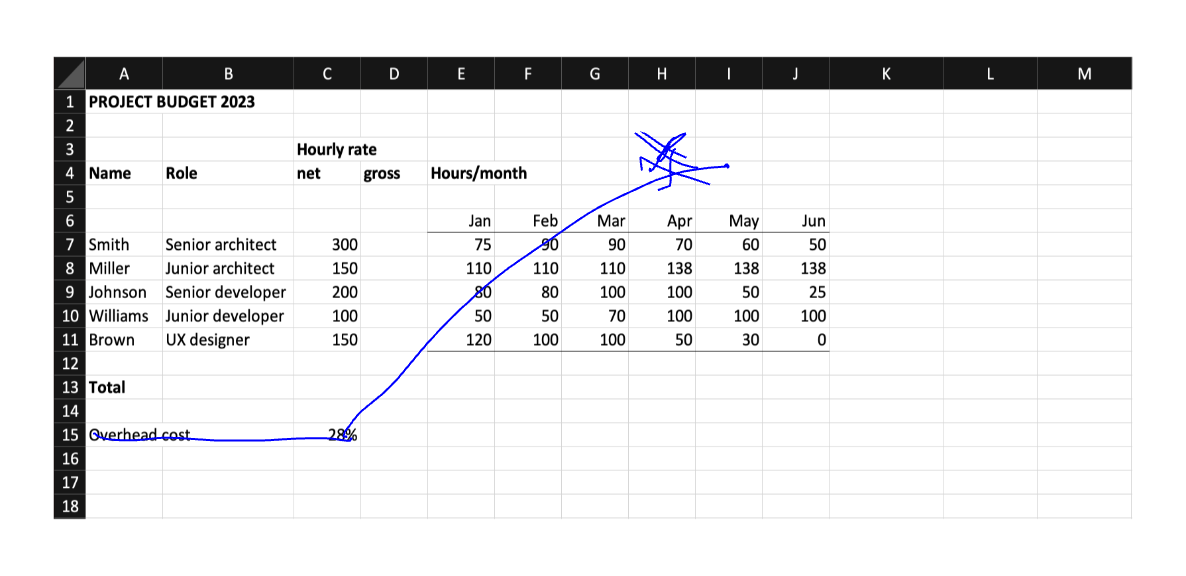 A B C D E F G H I J K L M
1 PROJECT BUDGET 2023
2
3 Hourly rate
4 Name Role net gross Hours/month
5
6 Jan Feb Mar Apr May Jun
7 Smith Senior architect 300 75 90 90 70 60 50
8 Miller Junior architect 150 110 110 110 138 138 138
9 Johnson Senior developer 200 80 80 100 100 50 25
10 Williams Junior developer 100 50 50 70 100 100 100
11 Brown UX designer 150 120 100 100 50 30 0
12
13 Total
14
15 Overhead cost 28%
16
17
18